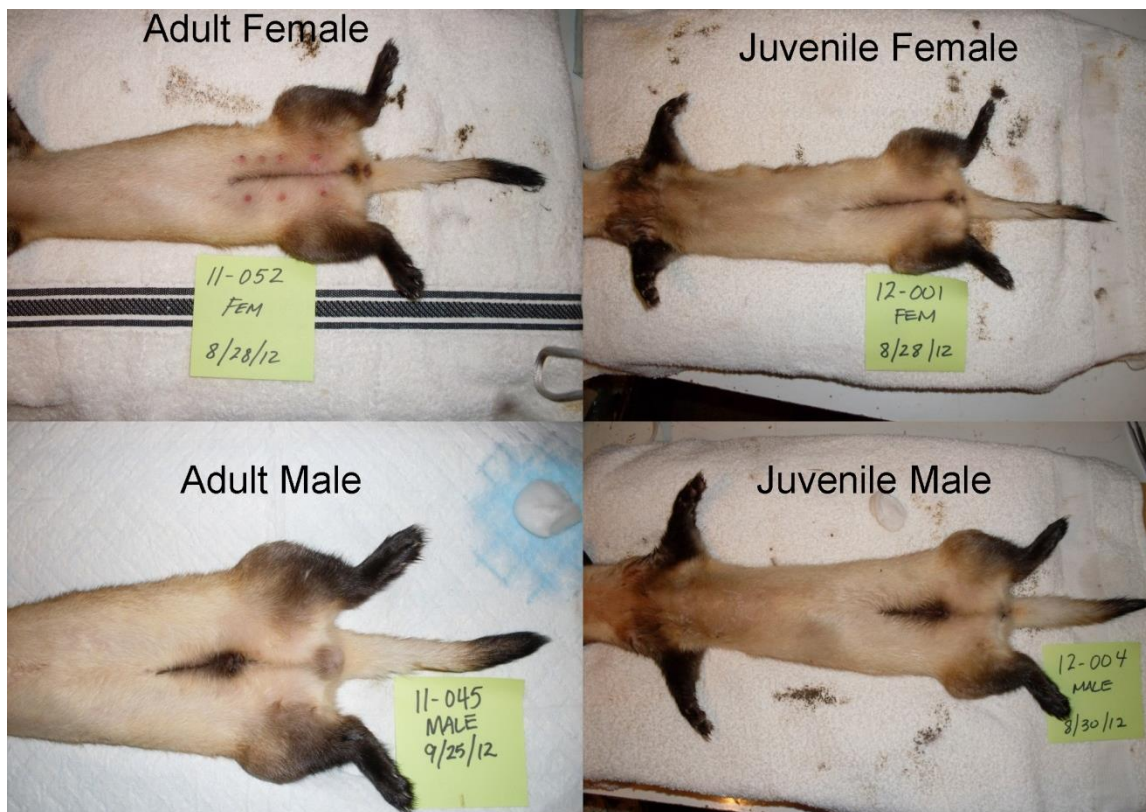 Adult Female
11-052
FEM
8/28/12
Juvenile Female
12-001
FEM
8/28/12
Adult Male
11-045
MALE
9/25/12
Juvenile Male
12-004
MALE
8/30/12